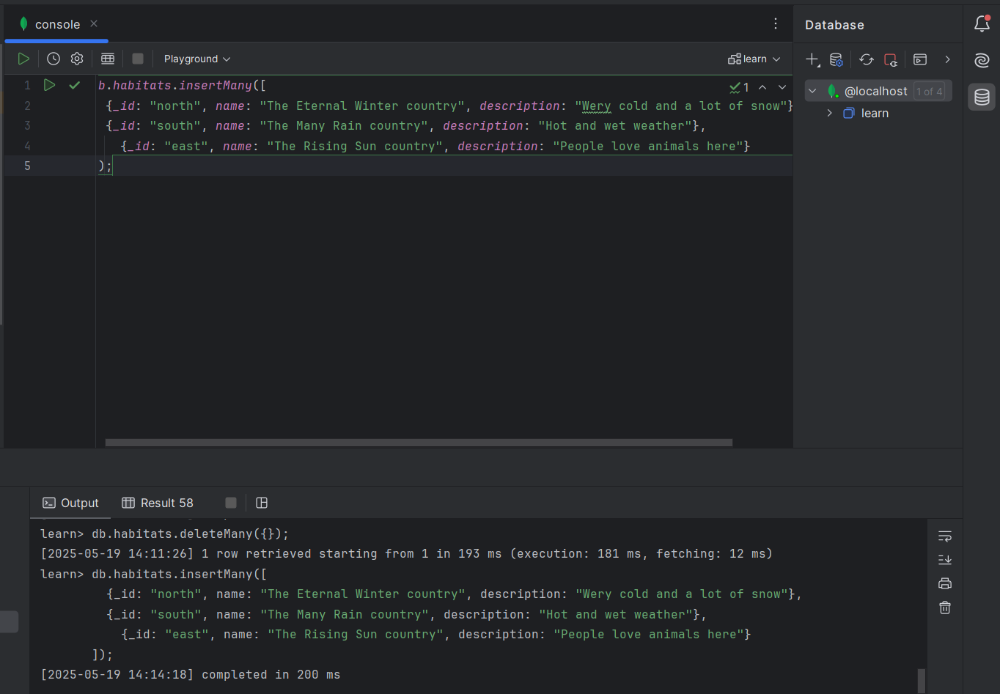 console
Database
Playground
learn
1
b.habitats.insertMany([
1
2
{_id: "north", name: "The Eternal Winter country", description: "Wery cold and a lot of snow"}
3
{_id: "south", name: "The Many Rain country", description: "Hot and wet weather"},
4
{_id: "east", name: "The Rising Sun country", description: "People love animals here"}
5
);
@localhost 1 of 4
learn
Output
Result 58
learn> db.habitats.deleteMany({});
[2025-05-19 14:11:26] 1 row retrieved starting from 1 in 193 ms (execution: 181 ms, fetching: 12 ms)
learn> db.habitats.insertMany([
{_id: "north", name: "The Eternal Winter country", description: "Wery cold and a lot of snow"},
{_id: "south", name: "The Many Rain country", description: "Hot and wet weather"},
{_id: "east", name: "The Rising Sun country", description: "People love animals here"}
]);
[2025-05-19 14:14:18] completed in 200 ms